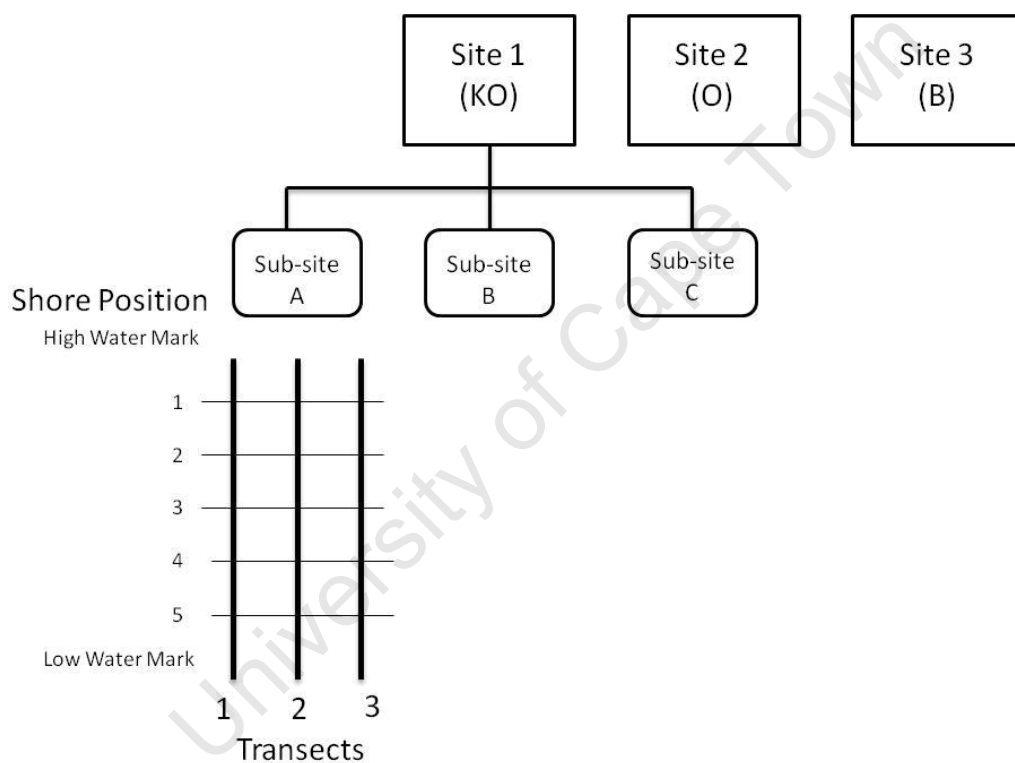 Site 1
(KO)
Site 2
(O)
Site 3
(B)
Sub-site
A
Sub-site
B
Sub-site
C
Shore Position
High Water Mark
1
2
3
4
5
Low Water Mark
1 2 3
Transects
University of Cape Town